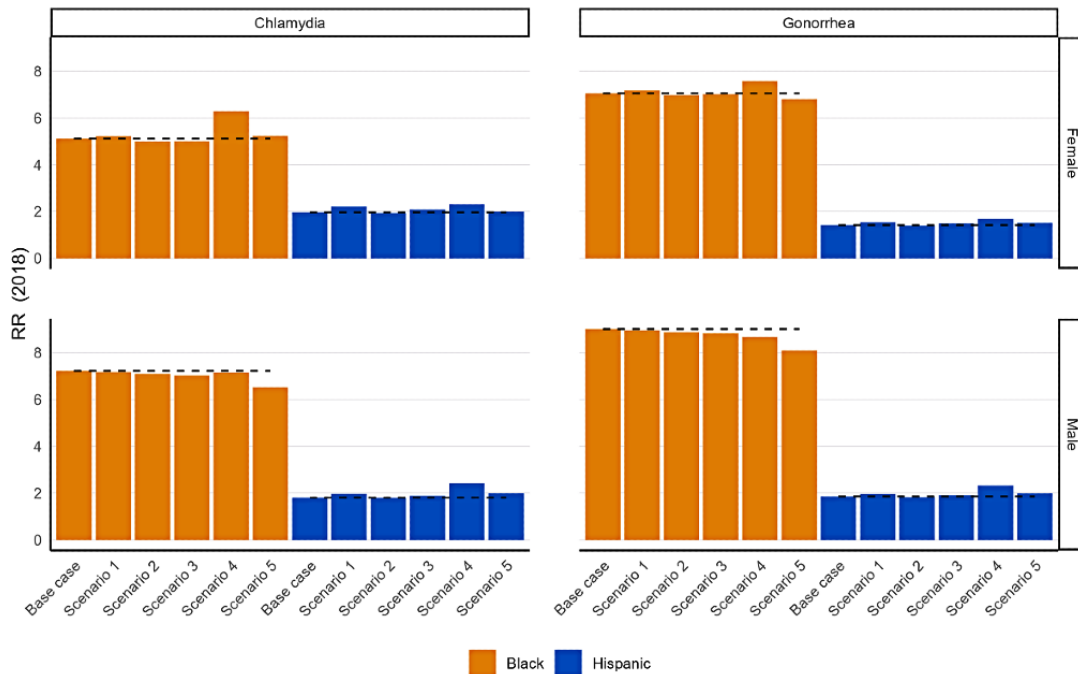 Chlamydia
Gonorrhea
RR (2018)
8
6
4
2
0
Female
8
6
4
2
0
Male
Base case
Scenario 1
Scenario 2
Scenario 3
Scenario 4
Scenario 5
Base case
Scenario 1
Scenario 2
Scenario 3
Scenario 4
Scenario 5
Base case
Scenario 1
Scenario 2
Scenario 3
Scenario 4
Scenario 5
Base case
Scenario 1
Scenario 2
Scenario 3
Scenario 4
Scenario 5
Black
Hispanic